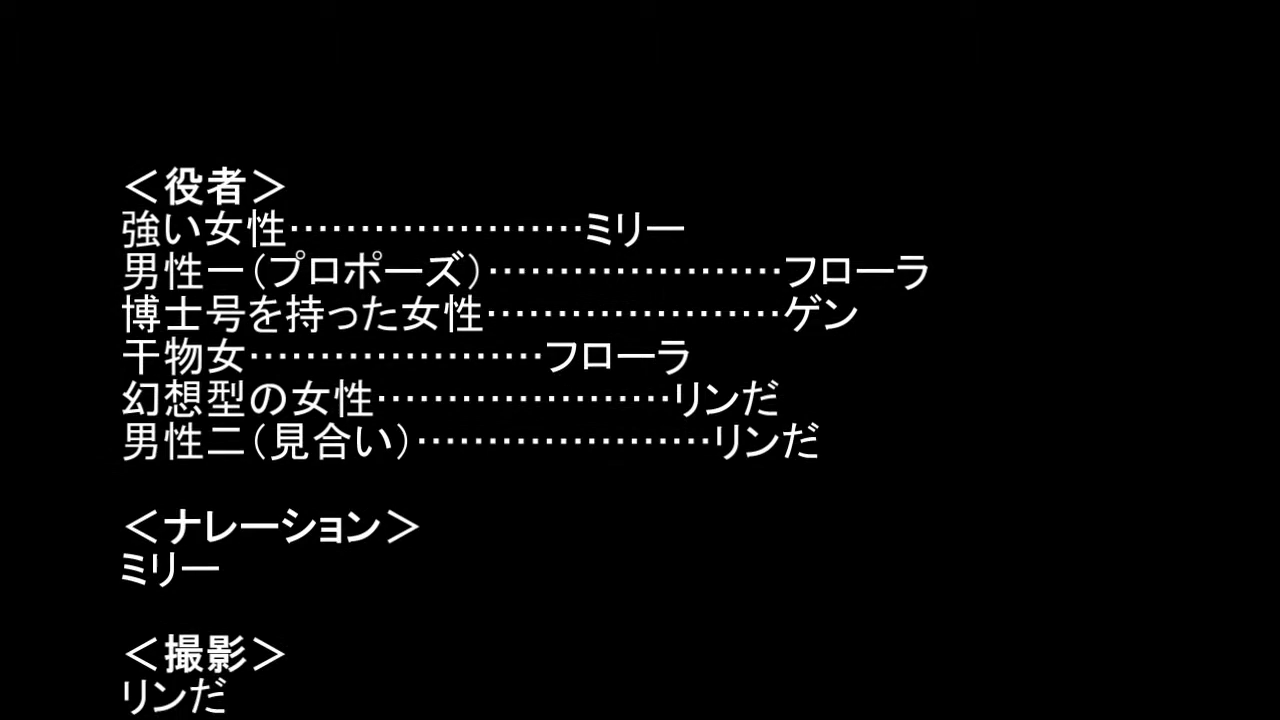 ＜役者＞
強い女性…………………ミリー
男性一（プロポーズ）…………………フローラ
博士号を持った女性…………………ゲン
干物女…………………フローラ
幻想型の女性…………………リンだ
男性二（見合い）…………………リンだ
＜ナレーション＞
ミリー
＜撮影＞
リンだ